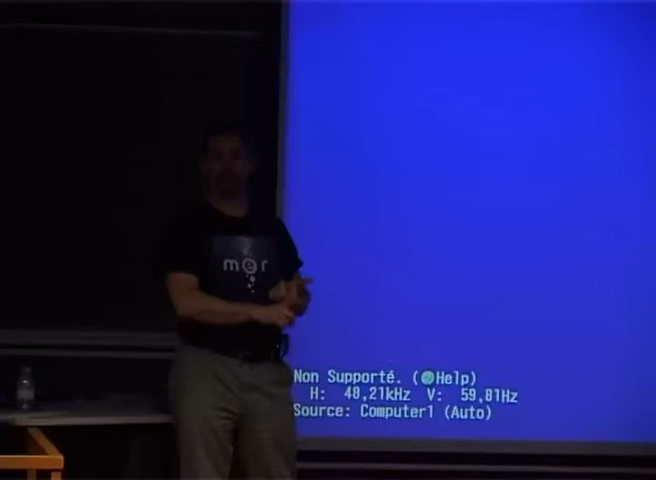 mer
Non Supporté. (Help)
H: 48,21kHz V: 59,81Hz
Source: Computer1 (Auto)